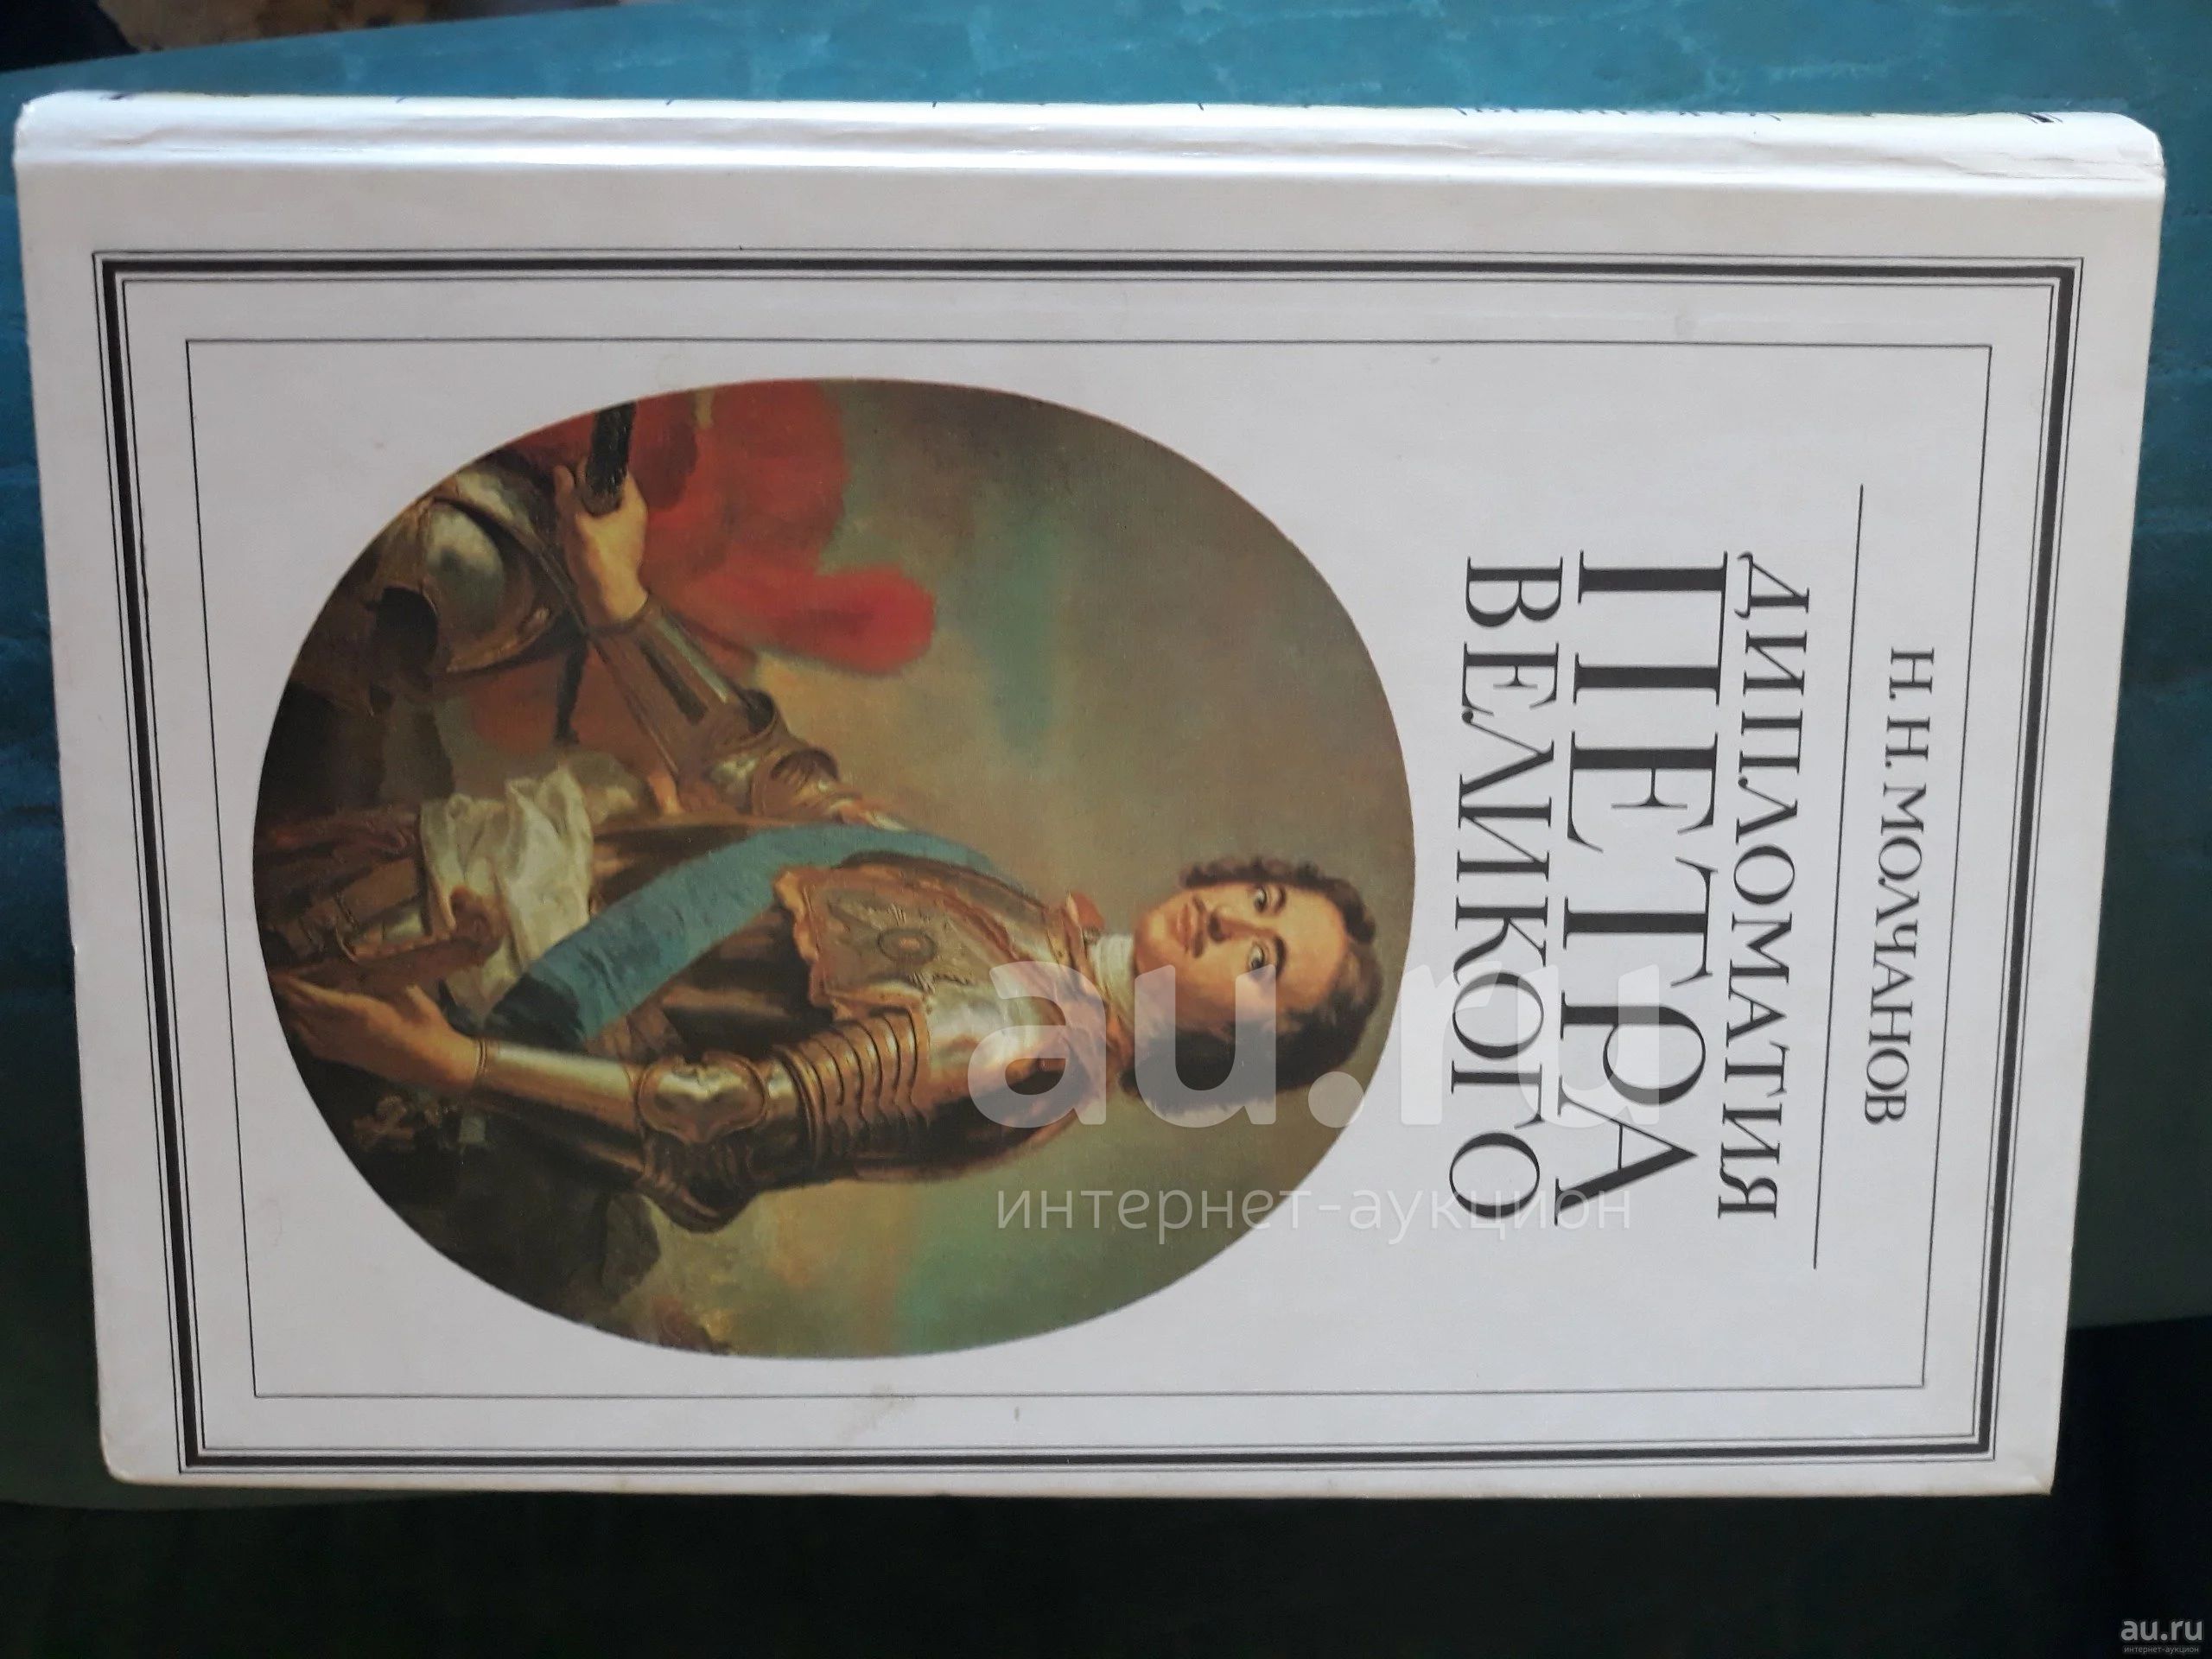 Н. Н. МОЛЧАНОВ
ДИПЛОМАТИЯ
ПЕТРА
ВЕЛИКОГО
au.ru
интернет-аукцион
au.ru
интернет-аукцион